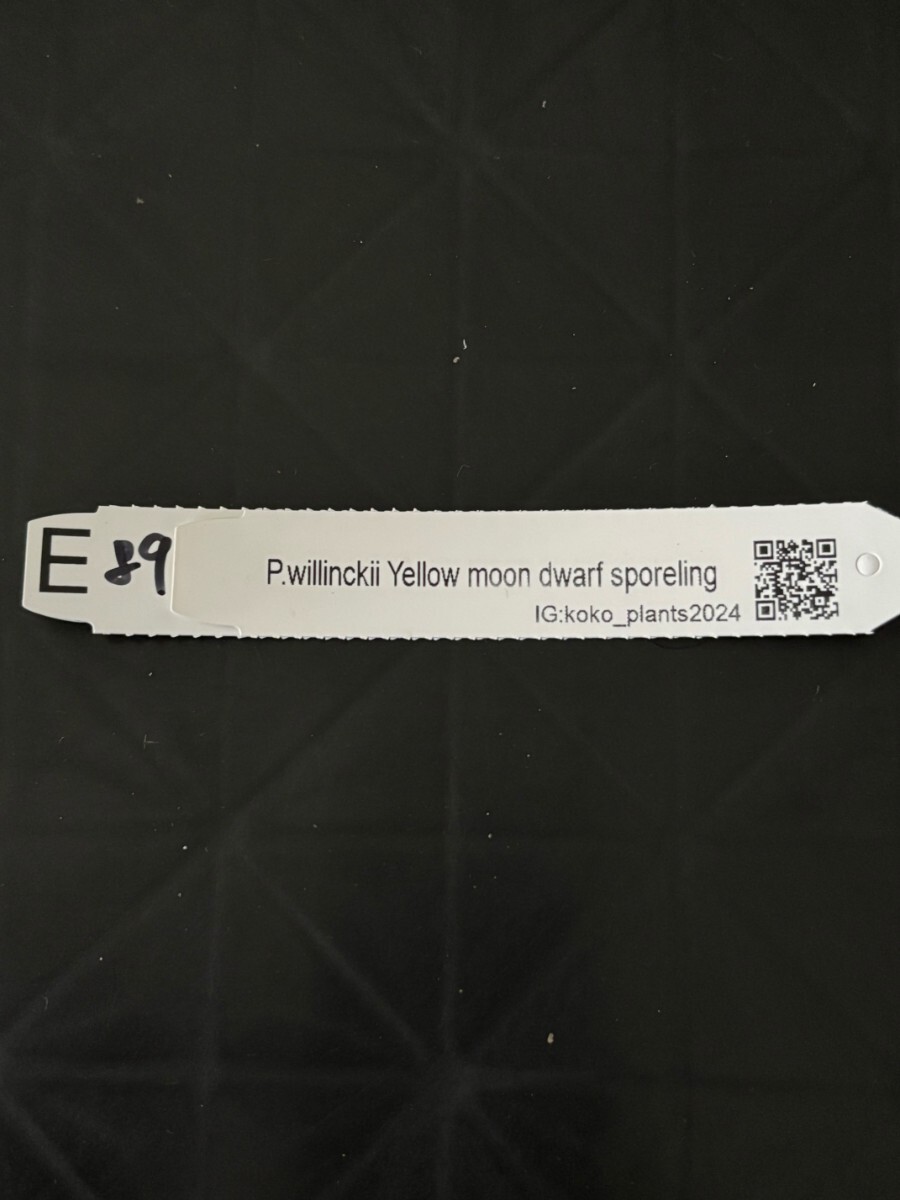 E 89
P.willinckii Yellow moon dwarf sporeling
IG:koko_plants2024